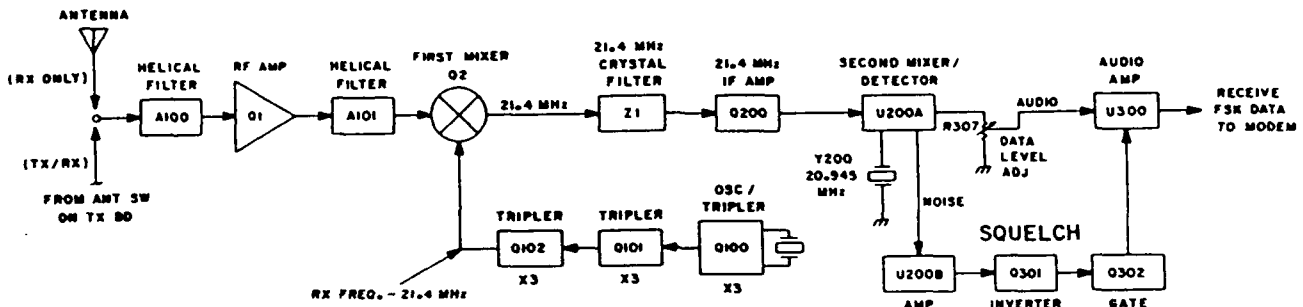 ANTENNA
(RX ONLY)
(TX/RX)
FROM ANT SW
ON TX BD
HELICAL
FILTER
A100
RF AMP
Q1
HELICAL
FILTER
A101
FIRST MIXER
Q2
21.4 MHz
21.4 MHz
CRYSTAL
FILTER
Z1
21.4 MHz
IF AMP
Q200
SECOND MIXER/
DETECTOR
U200A
R307
DATA
LEVEL
ADJ
AUDIO
AUDIO
AMP
U300
RECEIVE
FSK DATA
TO MODEM
Y200
20.945
MHz
NOISE
OSC/
TRIPLER
Q100
X3
TRIPLER
Q101
X3
TRIPLER
Q102
X3
RX FREQ. - 21.4 MHz
SQUELCH
U200B
AMP
Q301
INVERTER
Q302
GATE